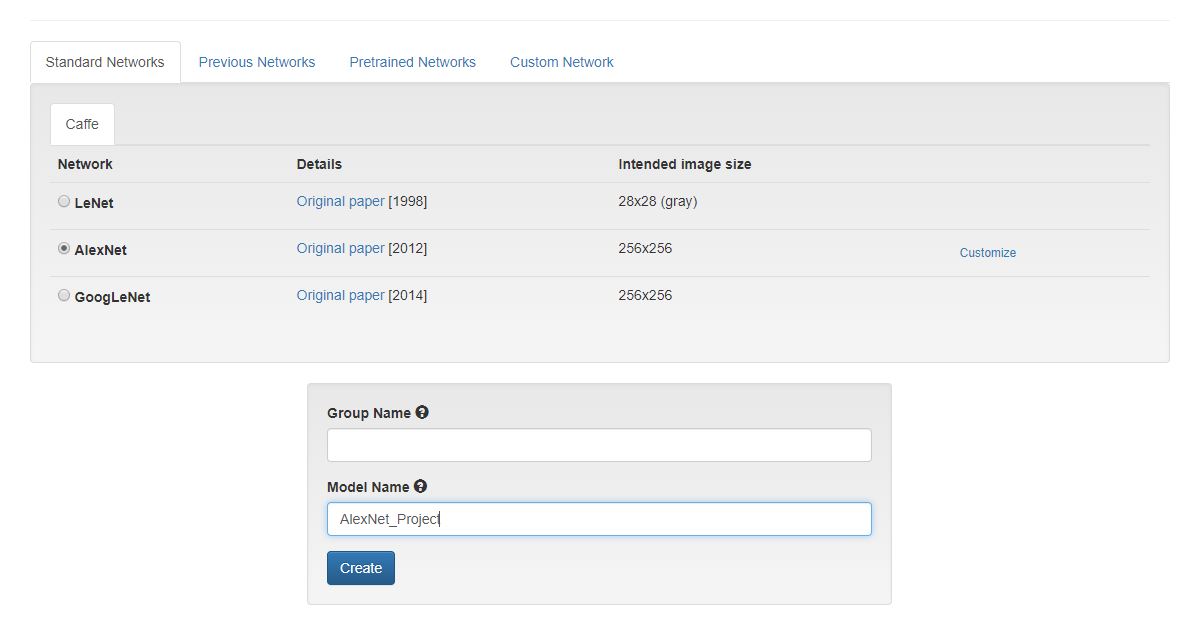 Standard Networks Previous Networks Pretrained Networks Custom Network
Caffe
Network Details Intended image size
LeNet Original paper [1998] 28x28 (gray)
AlexNet Original paper [2012] 256x256 Customize
GoogLeNet Original paper [2014] 256x256
Group Name ?
Model Name ?
AlexNet_Project
Create